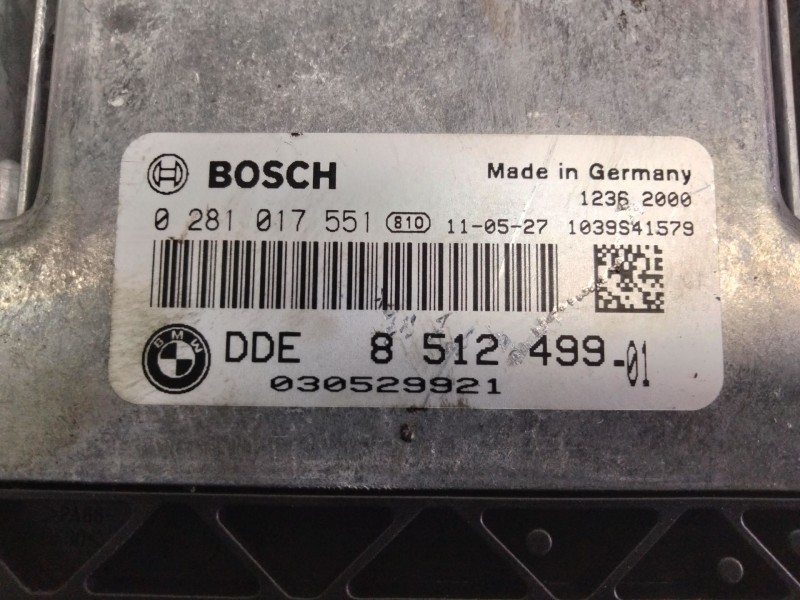 BOSCH
Made in Germany
1236 2000
0 281 017 551 810 11-05-27 1039S41579
BMW
DDE 8 512 499-01
030529921